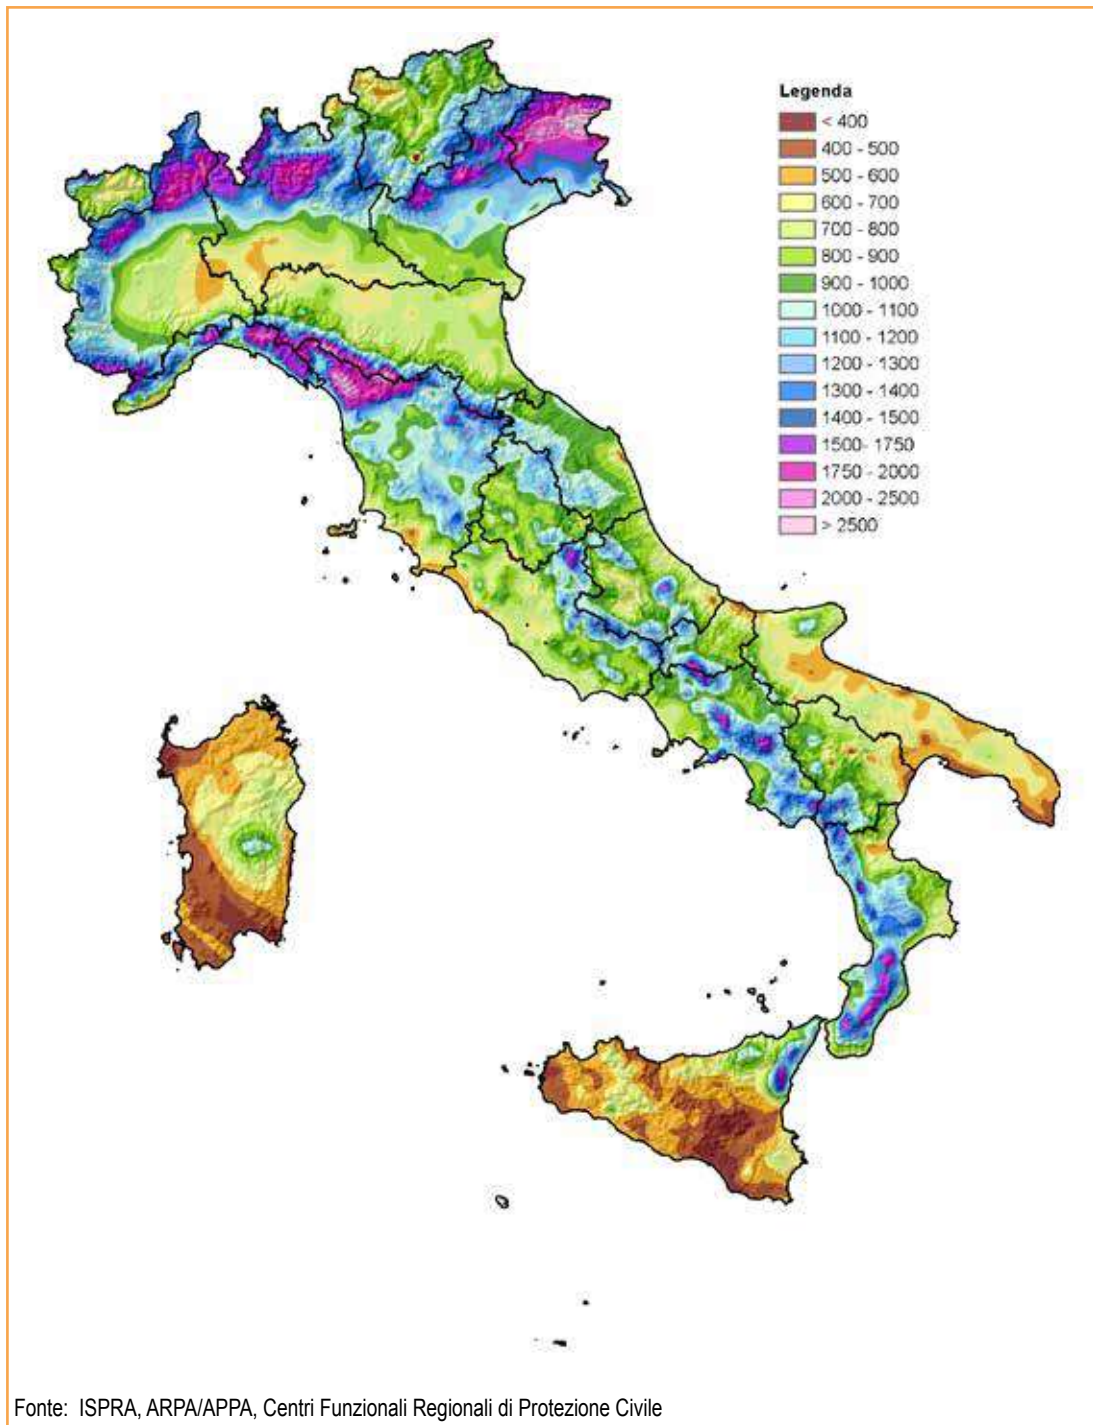 Legenda
< 400
400 - 500
500 - 600
600 - 700
700 - 800
800 - 900
900 - 1000
1000 - 1100
1100 - 1200
1200 - 1300
1300 - 1400
1400 - 1500
1500- 1750
1750 - 2000
2000 - 2500
> 2500
Fonte: ISPRA, ARPA/APPA, Centri Funzionali Regionali di Protezione Civile